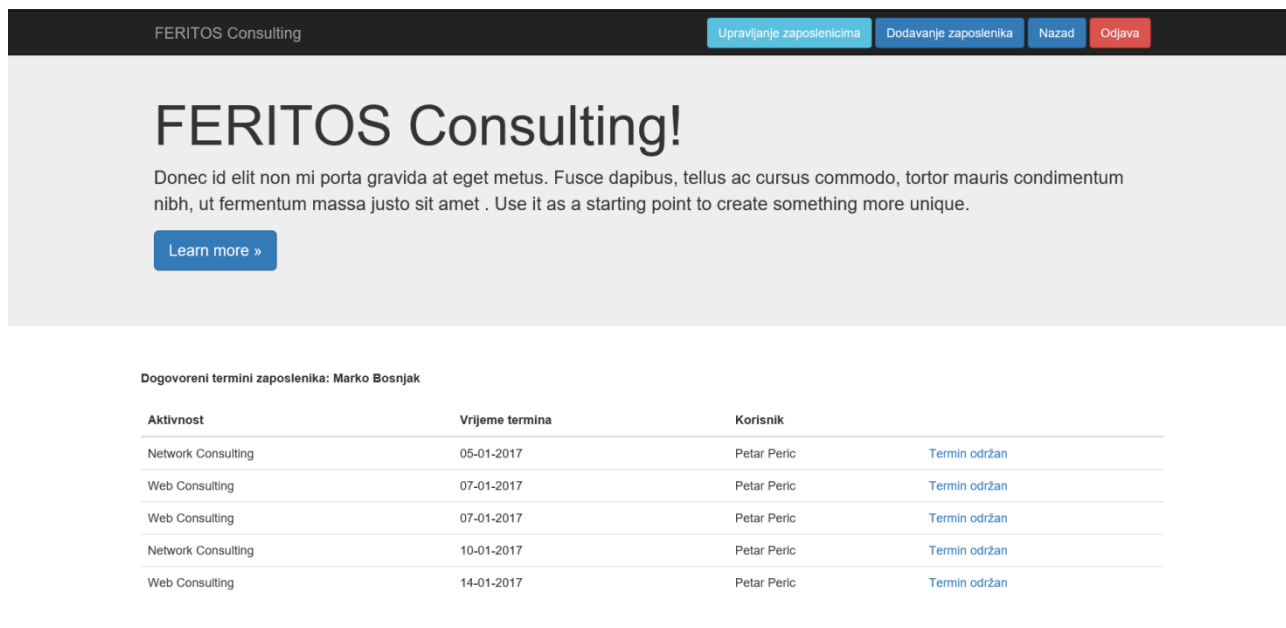 FERITOS Consulting Upravljanje zaposlenicima Dodavanje zaposlenika Nazad Odjava
FERITOS Consulting!
Donec id elit non mi porta gravida at eget metus. Fusce dapibus, tellus ac cursus commodo, tortor mauris condimentum
nibh, ut fermentum massa justo sit amet . Use it as a starting point to create something more unique.
Learn more »
Dogovoreni termini zaposlenika: Marko Bosnjak
Aktivnost Vrijeme termina Korisnik
Network Consulting 05-01-2017 Petar Peric Termin održan
Web Consulting 07-01-2017 Petar Peric Termin održan
Web Consulting 07-01-2017 Petar Peric Termin održan
Network Consulting 10-01-2017 Petar Peric Termin održan
Web Consulting 14-01-2017 Petar Peric Termin održan